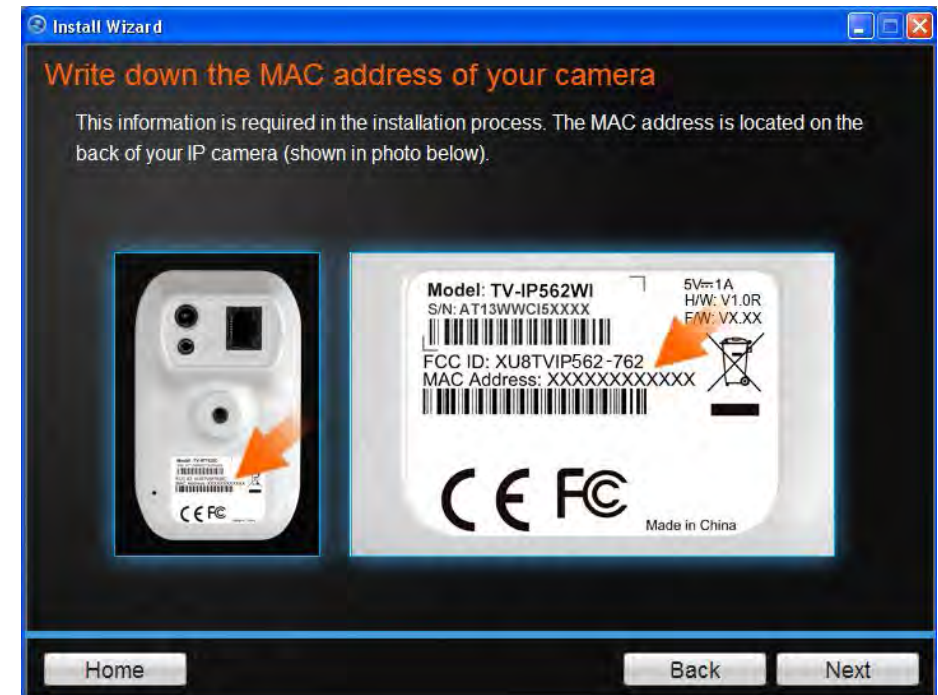 Install Wizard
Write down the MAC address of your camera
This information is required in the installation process. The MAC address is located on the
back of your IP camera (shown in photo below).
Model: TV-IP562WI
S/N: AT13WWCI5XXXX
FCC ID: XU8TVIP562-762
MAC Address: XXXXXXXXXXXX
5V⎓1A
H/W: V1.0R
F/W: VX.XX
CE FC
Made in China
CE FC
Home
Back
Next